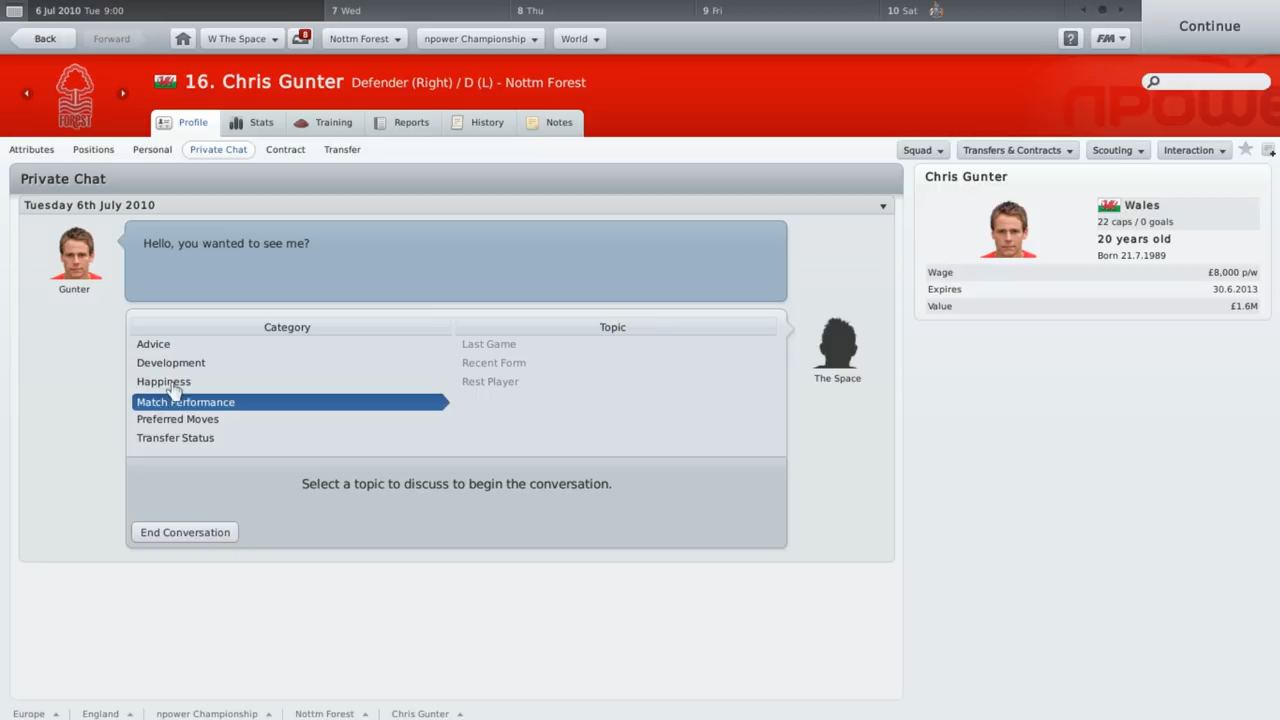 6 Jul 2010 Tue 9:00
7 Wed
8 Thu
9 Fri
10 Sat
Continue
Back
Forward
W The Space
8
Nottm Forest
npower Championship
World
?
FM
16. Chris Gunter Defender (Right) / D (L) - Nottm Forest
FOREST
Profile
Stats
Training
Reports
History
Notes
Attributes
Positions
Personal
Private Chat
Contract
Transfer
Squad
Transfers & Contracts
Scouting
Interaction
Private Chat
Tuesday 6th July 2010
Hello, you wanted to see me?
Gunter
Category
Topic
Advice
Last Game
Development
Recent Form
Happiness
Rest Player
Match Performance
Preferred Moves
Transfer Status
The Space
Select a topic to discuss to begin the conversation.
End Conversation
Chris Gunter
Wales
22 caps / 0 goals
20 years old
Born 21.7.1989
Wage £8,000 p/w
Expires 30.6.2013
Value £1.6M
Europe
England
npower Championship
Nottm Forest
Chris Gunter